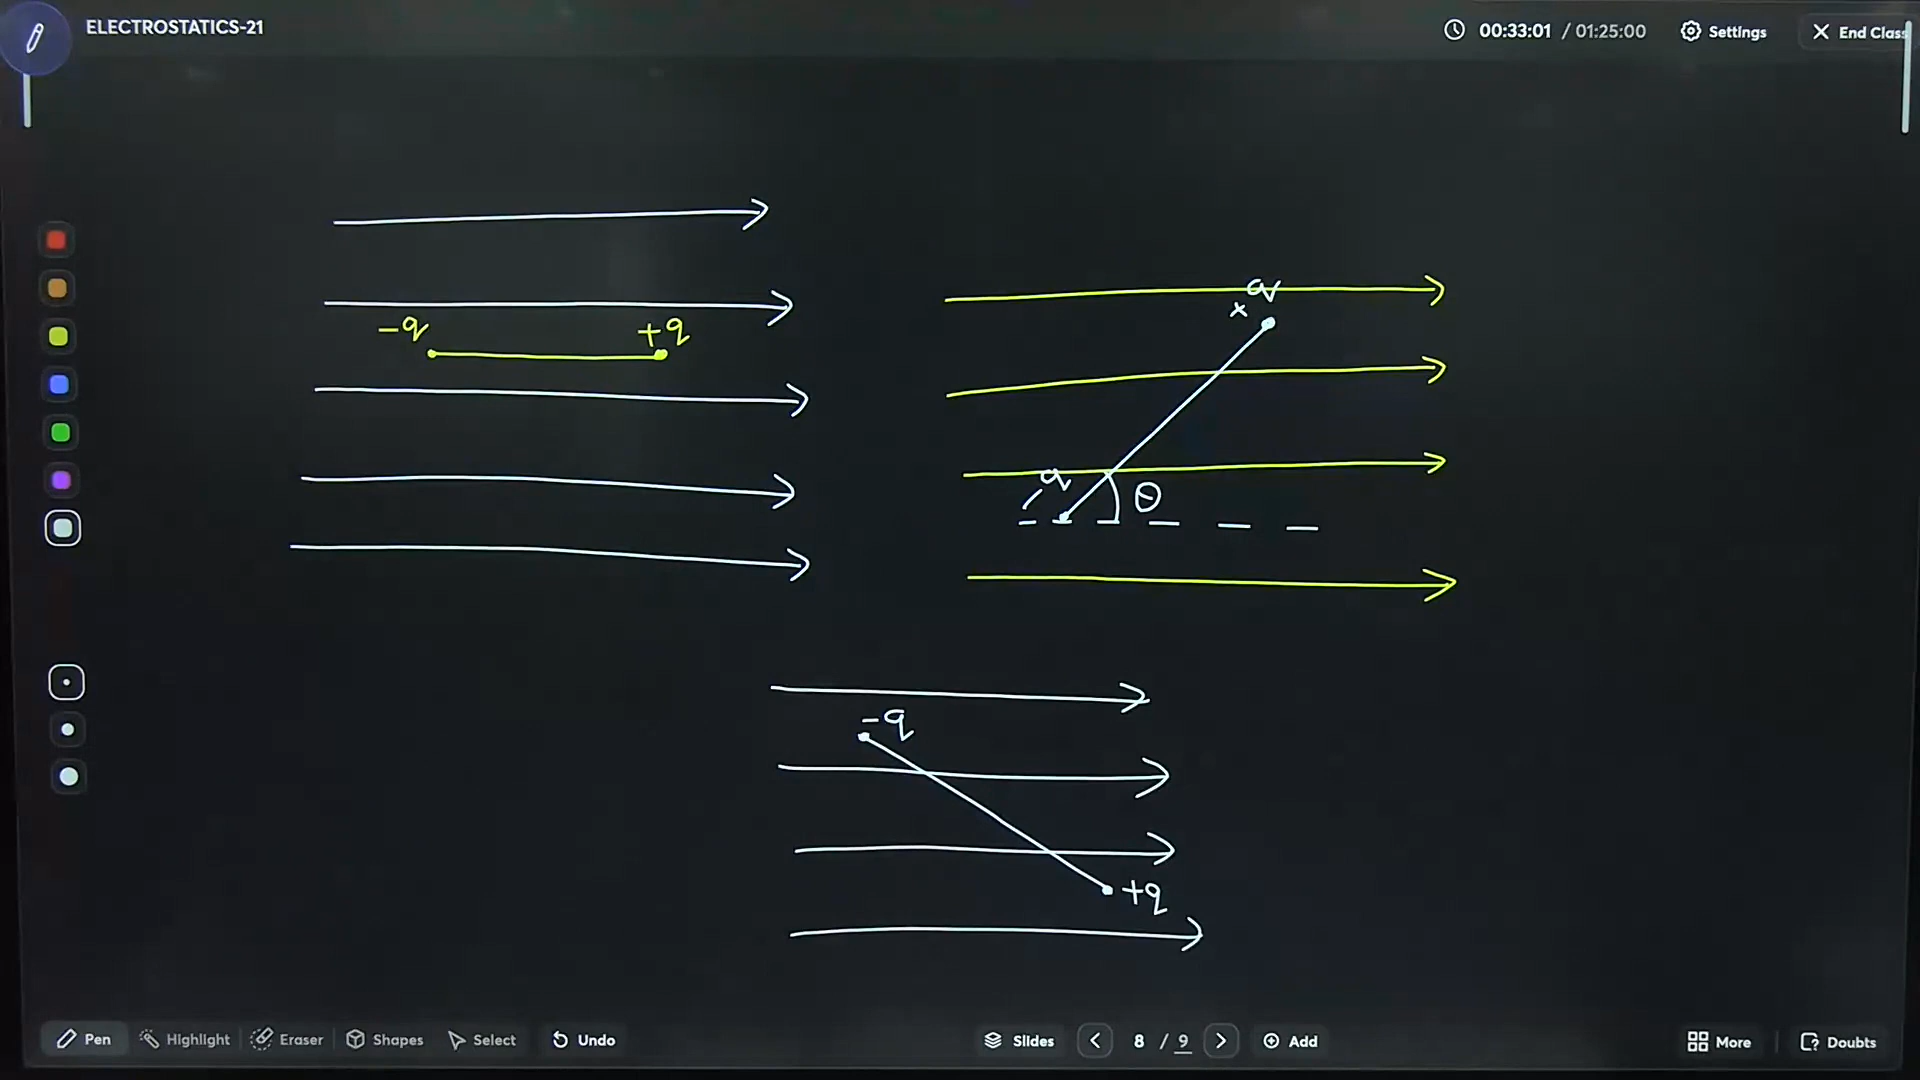 ELECTROSTATICS-21
00:33:01 / 01:25:00
Settings
End Class
-q
+q
+q
-q
θ
-q
+q
Pen
Highlight
Eraser
Shapes
Select
Undo
Slides
8 / 9
Add
More
Doubts